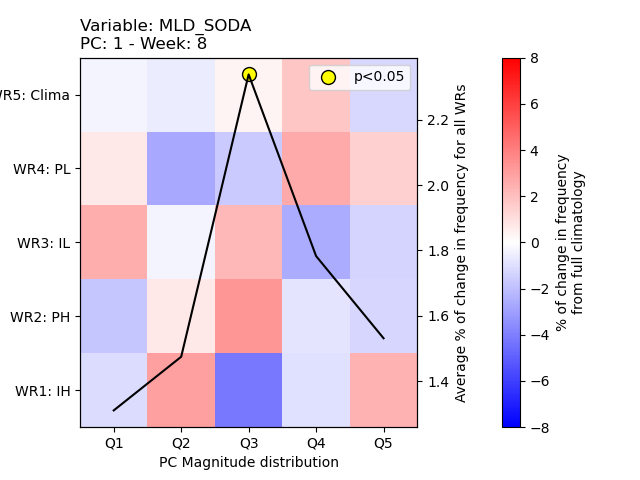 Variable: MLD_SODA
PC: 1 - Week: 8
p<0.05
WR5: Clima
WR4: PL
WR3: IL
WR2: PH
WR1: IH
Q1 Q2 Q3 Q4 Q5
PC Magnitude distribution
2.2
2.0
1.8
1.6
1.4
Average % of change in frequency for all WRs
8
6
4
2
0
−2
−4
−6
−8
% of change in frequency
from full climatology